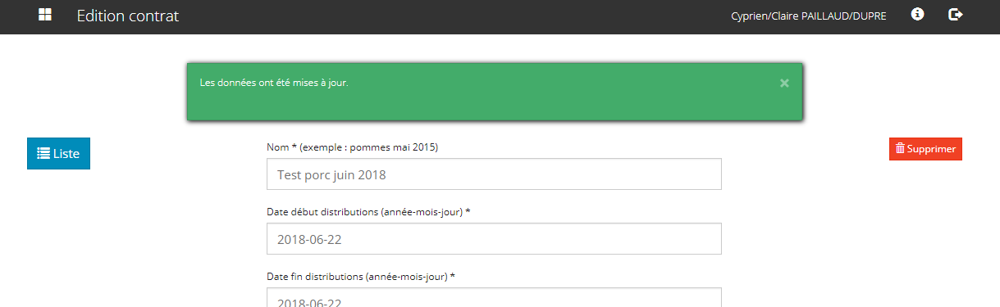 Edition contrat
Cyprien/Claire PAILLAUD/DUPRE
Les données ont été mises à jour.
×
Liste
Supprimer
Nom * (exemple : pommes mai 2015)
Test porc juin 2018
Date début distributions (année-mois-jour) *
2018-06-22
Date fin distributions (année-mois-jour) *
2018-06-22